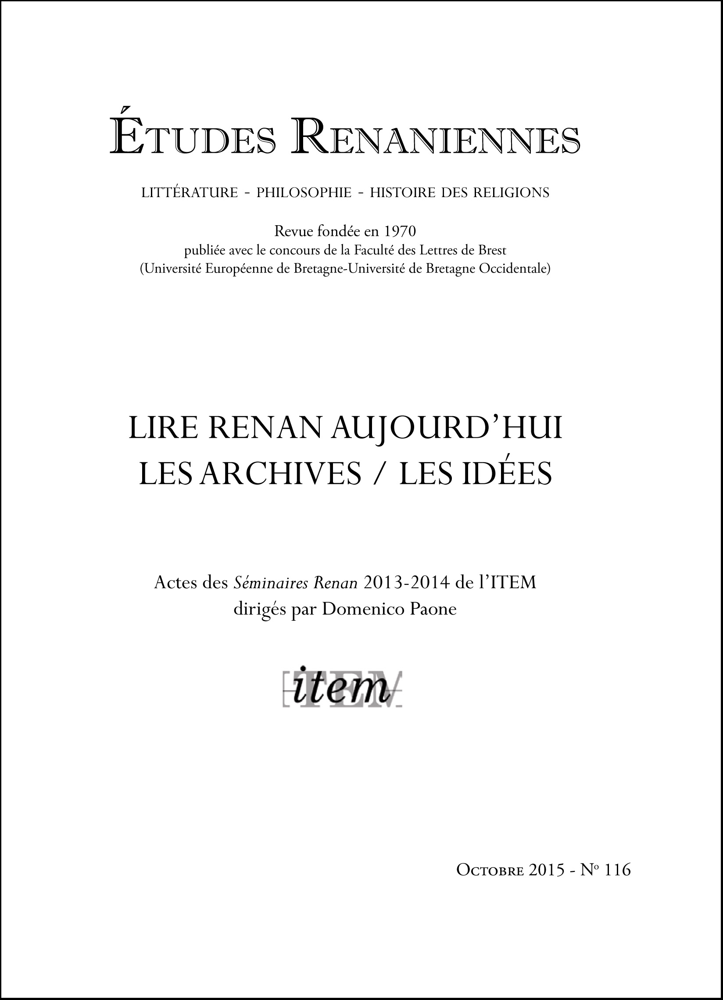 Études Renaniennes
LITTÉRATURE - PHILOSOPHIE - HISTOIRE DES RELIGIONS
Revue fondée en 1970
publiée avec le concours de la Faculté des Lettres de Brest
(Université Européenne de Bretagne-Université de Bretagne Occidentale)
LIRE RENAN AUJOURD’HUI
LES ARCHIVES / LES IDÉES
Actes des Séminaires Renan 2013-2014 de l’ITEM
dirigés par Domenico Paone
ITEM
item
Octobre 2015 - Nº 116